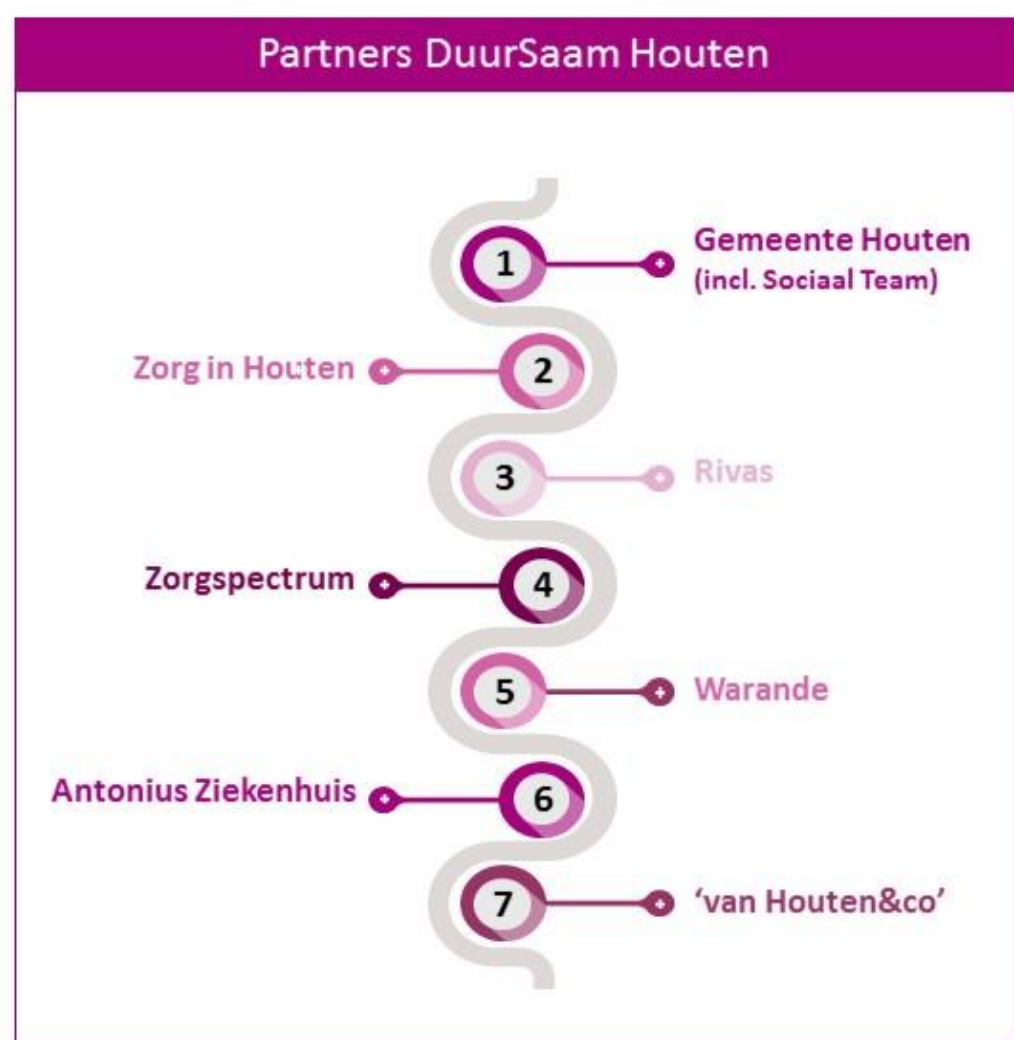 Partners DuurSaam Houten
1
Gemeente Houten
(incl. Sociaal Team)
Zorg in Houten
2
3
Rivas
Zorgspectrum
4
5
Warande
Antonius Ziekenhuis
6
7
‘van Houten&co’